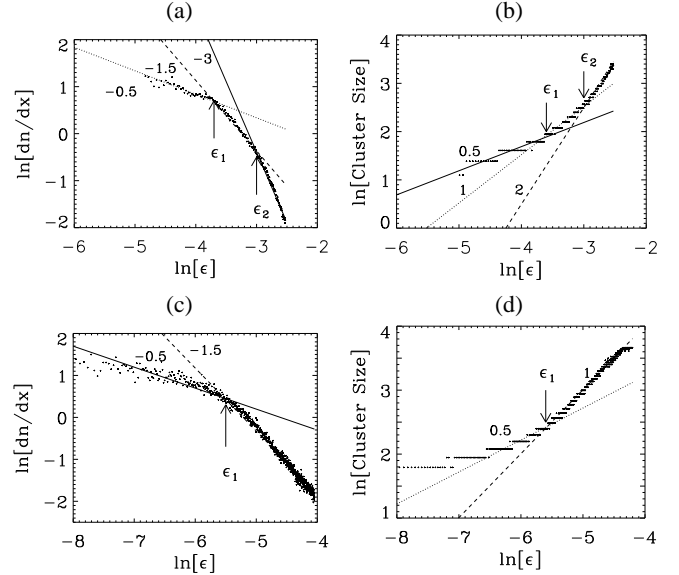 (a)
(b)
2
1
0
-1
-2
-0.5
-1.5
-3
ϵ1
ϵ2
ln[dn/dx]
-6
-5
-4
-3
-2
ln[ϵ]
4
3
2
1
0
0.5
1
2
ϵ1
ϵ2
ln[Cluster Size]
-6
-5
-4
-3
-2
ln[ϵ]
(c)
(d)
2
1
0
-1
-2
-0.5
-1.5
ϵ1
ln[dn/dx]
-8
-7
-6
-5
-4
ln[ϵ]
4
3
2
1
0.5
1
ϵ1
ln[Cluster Size]
-8
-7
-6
-5
-4
ln[ϵ]